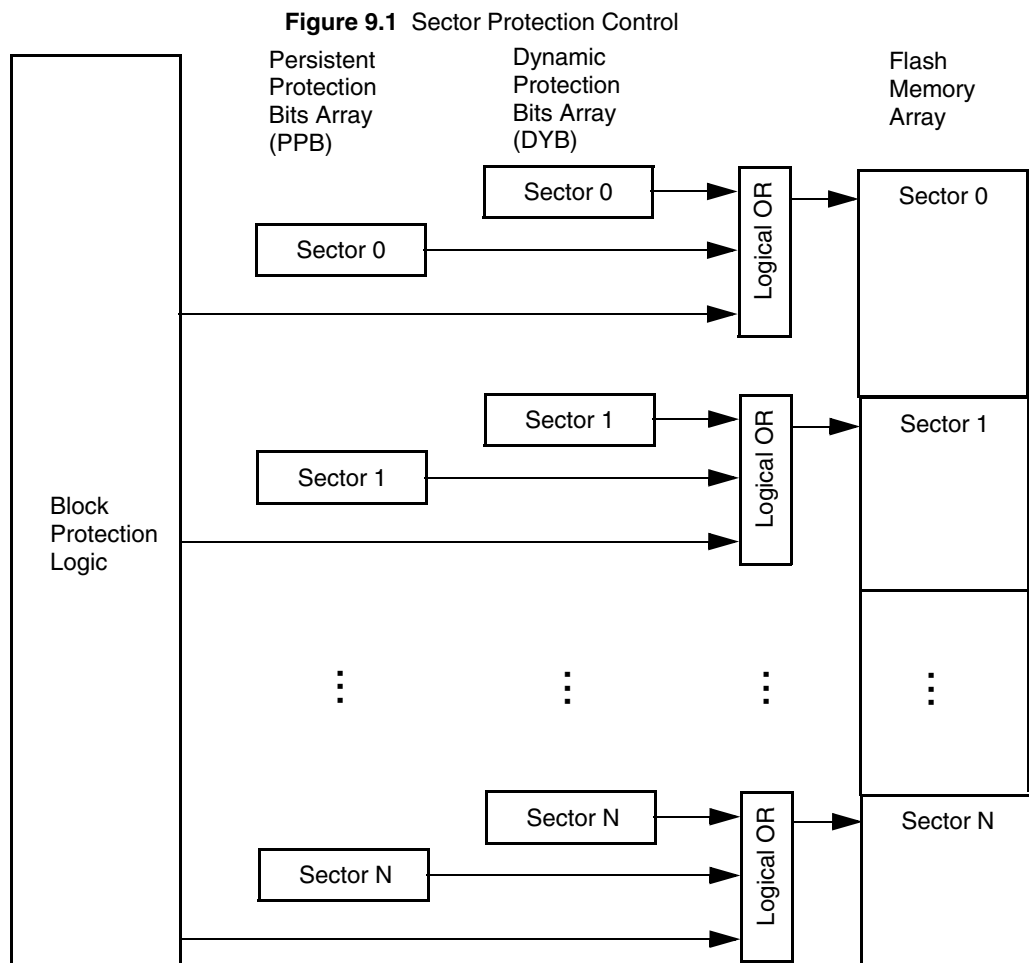 Figure 9.1 Sector Protection Control
Persistent
Protection
Bits Array
(PPB)
Dynamic
Protection
Bits Array
(DYB)
Flash
Memory
Array
Sector 0
Sector 0
Logical OR
Sector 0
Sector 1
Sector 1
Logical OR
Sector 1
Block
Protection
Logic
Sector N
Sector N
Logical OR
Sector N